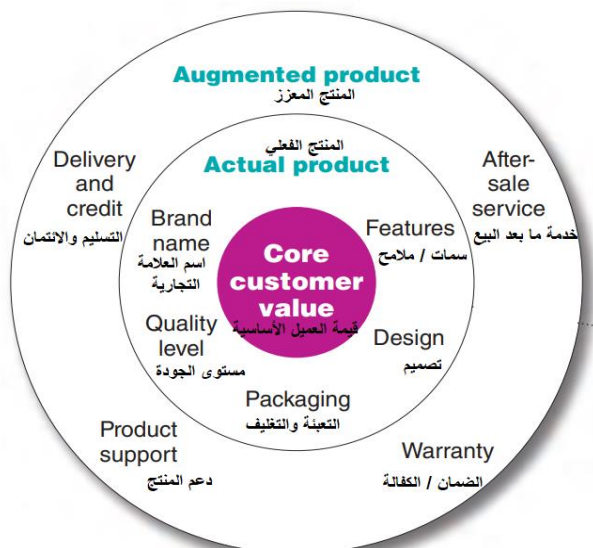 Augmented product
المنتج المعزز
المنتج الفعلي
Actual product
Delivery
and
credit
التسليم والائتمان
After-
sale
service
خدمة ما بعد البيع
Brand
name
اسم العلامة
التجارية
Features
سمات / ملامح
Core
customer
value
قيمة العميل الأساسية
Quality
level
مستوى الجودة
Design
تصميم
Packaging
التعبئة والتغليف
Product
support
دعم المنتج
Warranty
الضمان / الكفالة